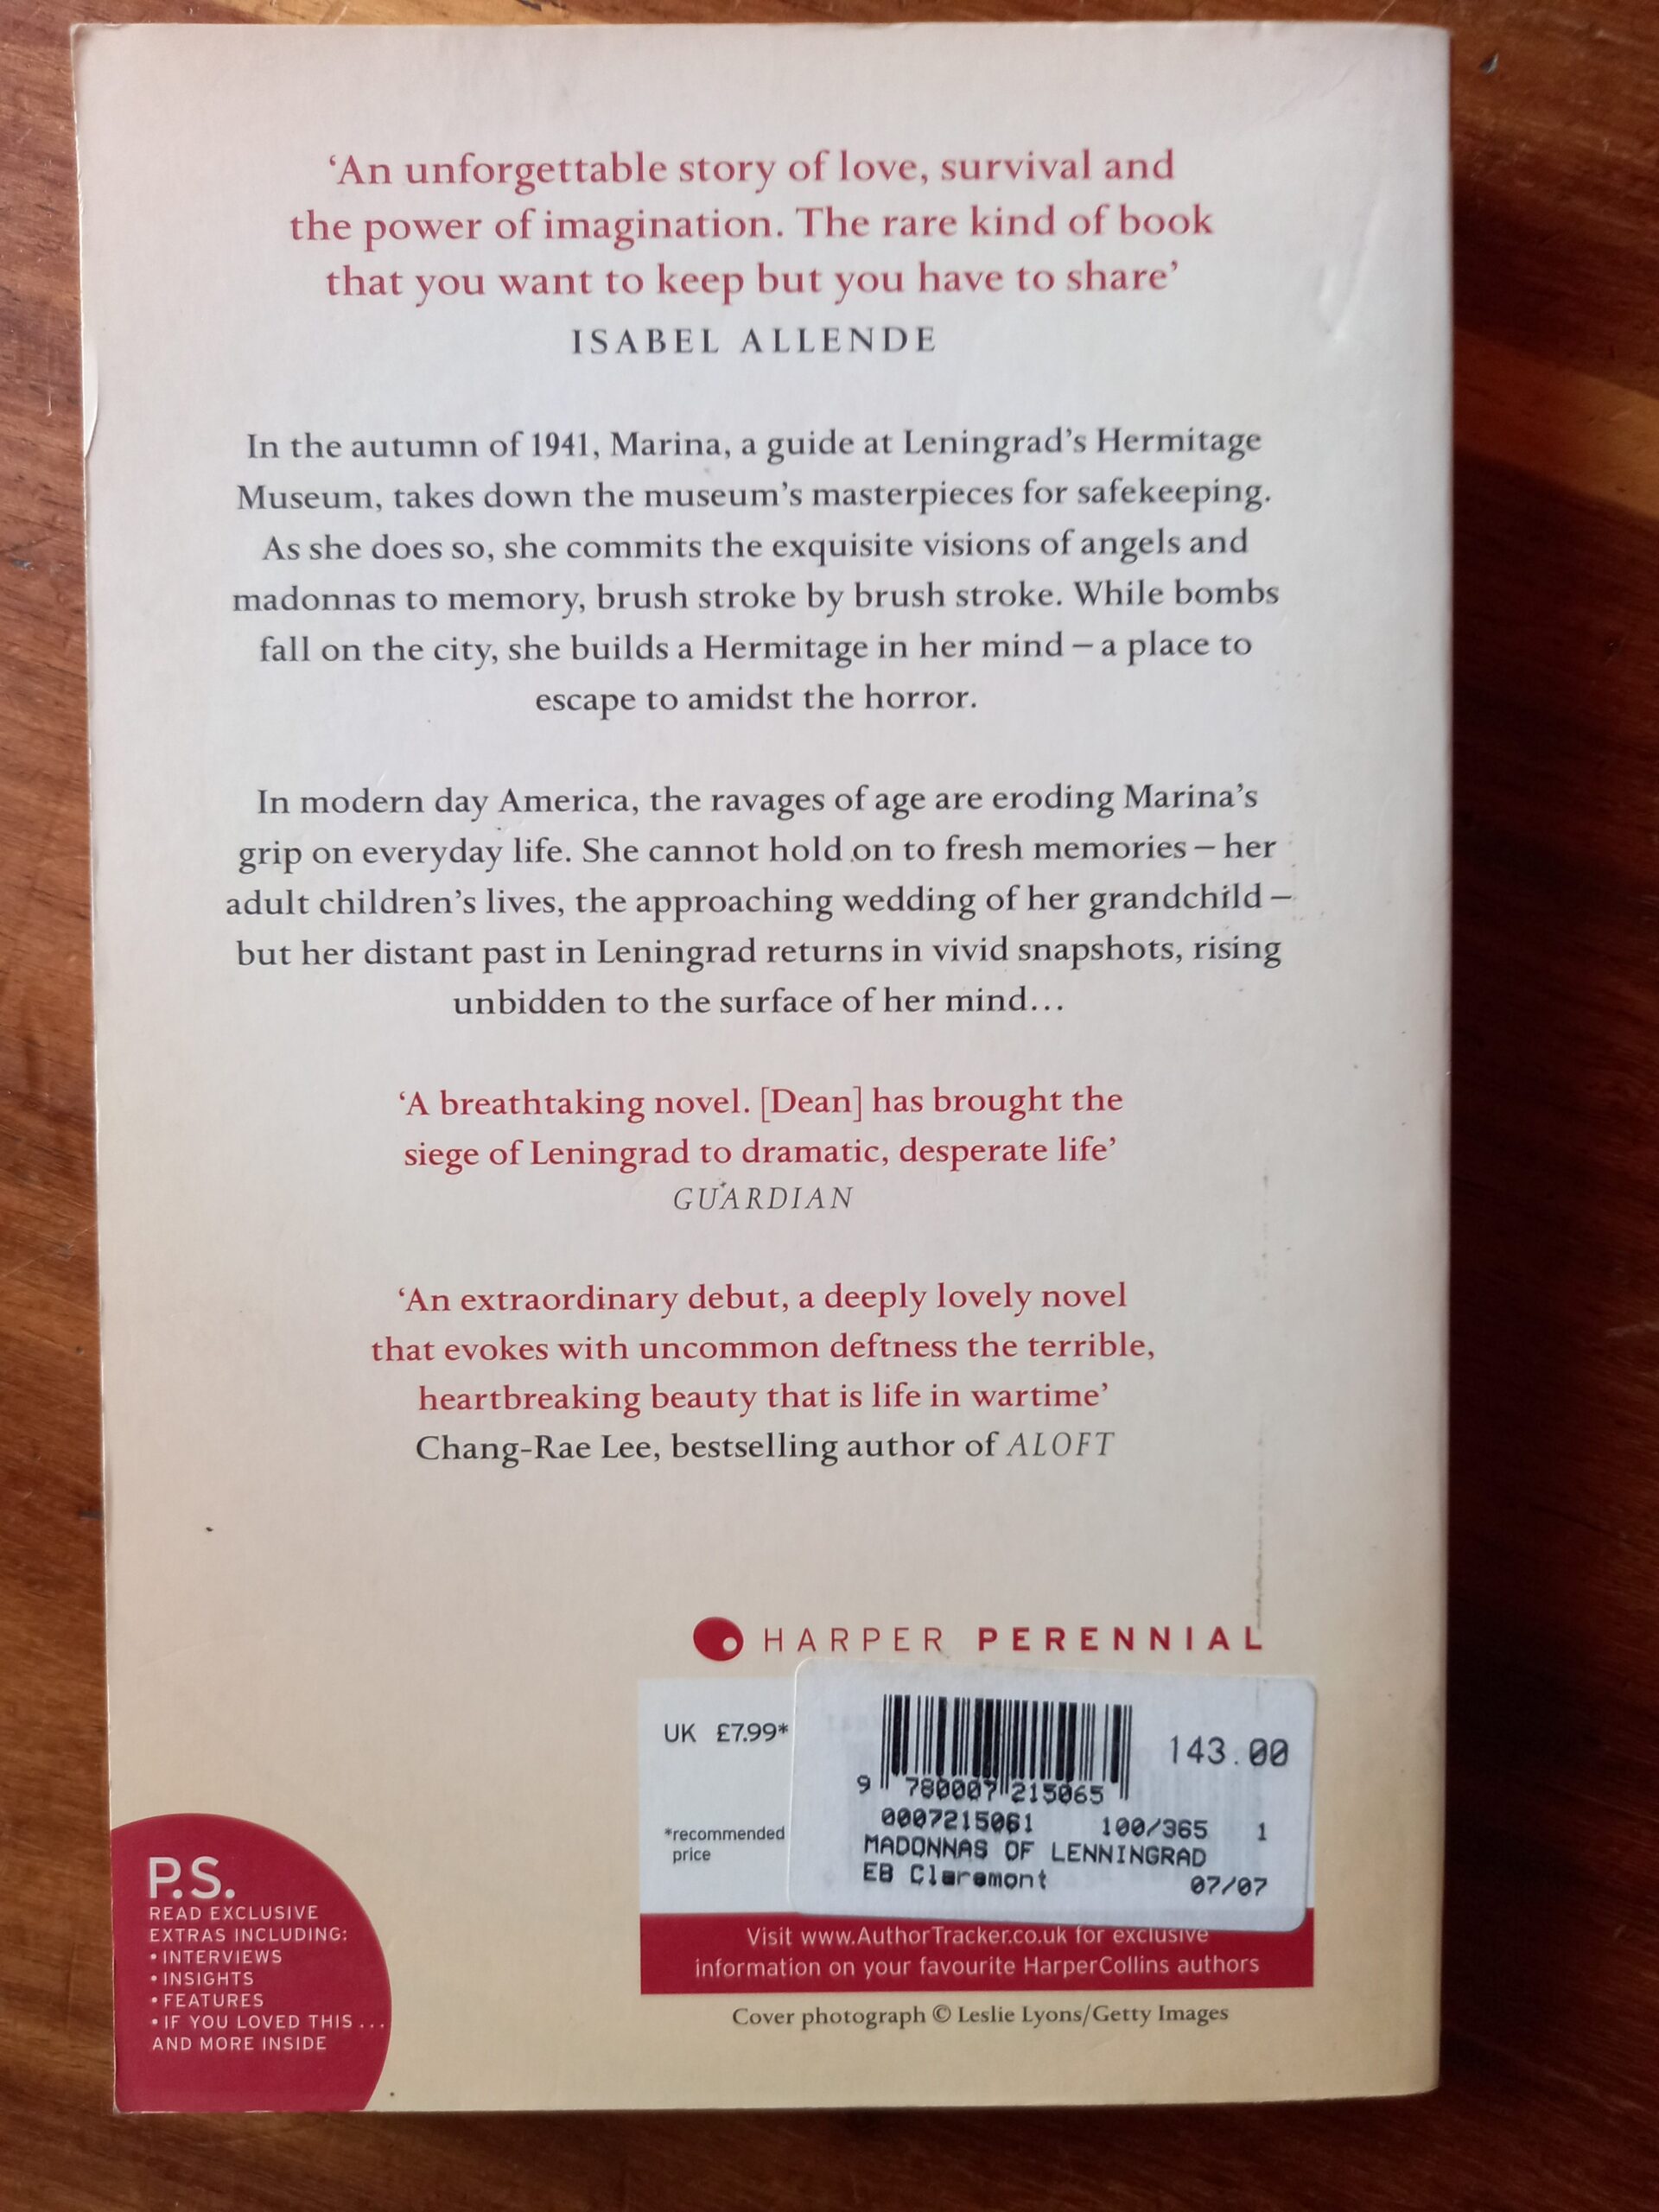 ‘An unforgettable story of love, survival and
the power of imagination. The rare kind of book
that you want to keep but you have to share’
ISABEL ALLENDE
In the autumn of 1941, Marina, a guide at Leningrad’s Hermitage
Museum, takes down the museum’s masterpieces for safekeeping.
As she does so, she commits the exquisite visions of angels and
madonnas to memory, brush stroke by brush stroke. While bombs
fall on the city, she builds a Hermitage in her mind – a place to
escape to amidst the horror.
In modern day America, the ravages of age are eroding Marina’s
grip on everyday life. She cannot hold on to fresh memories – her
adult children’s lives, the approaching wedding of her grandchild –
but her distant past in Leningrad returns in vivid snapshots, rising
unbidden to the surface of her mind…
‘A breathtaking novel. [Dean] has brought the
siege of Leningrad to dramatic, desperate life’
GUARDIAN
‘An extraordinary debut, a deeply lovely novel
that evokes with uncommon deftness the terrible,
heartbreaking beauty that is life in wartime’
Chang-Rae Lee, bestselling author of ALOFT
HARPER PERENNIAL
UK £7.99*
*recommended
price
143.00
9 780007 215065
0007215061 100/365 1
MADONNAS OF LENNINGRAD
EB Claremont 07/07
Visit www.AuthorTracker.co.uk for exclusive
information on your favourite HarperCollins authors
Cover photograph © Leslie Lyons/Getty Images
P.S.
READ EXCLUSIVE
EXTRAS INCLUDING:
• INTERVIEWS
• INSIGHTS
• FEATURES
• IF YOU LOVED THIS ...
AND MORE INSIDE